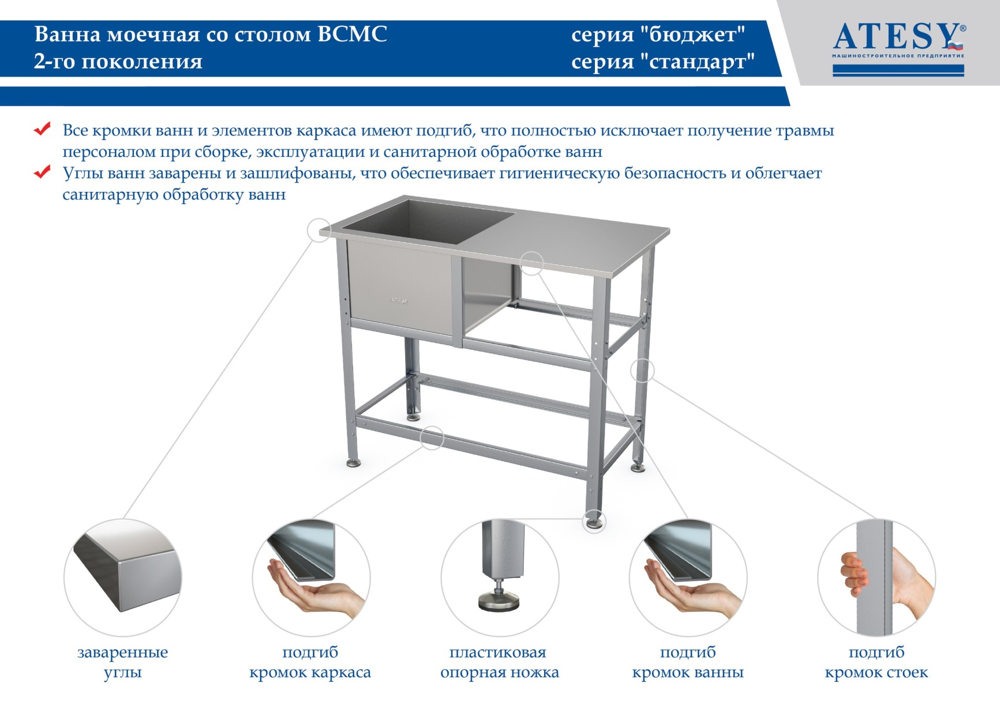 Ванна моечная со столом ВСМС
2-го поколения
серия "бюджет"
серия "стандарт"
ATESY®
МАШИНОСТРОИТЕЛЬНОЕ ПРЕДПРИЯТИЕ
Все кромки ванн и элементов каркаса имеют подгиб, что полностью исключает получение травмы
персоналом при сборке, эксплуатации и санитарной обработке ванн
Углы ванн заварены и зашлифованы, что обеспечивает гигиеническую безопасность и облегчает
санитарную обработку ванн
ATESY
заваренные
углы
подгиб
кромок каркаса
пластиковая
опорная ножка
подгиб
кромок ванны
подгиб
кромок стоек